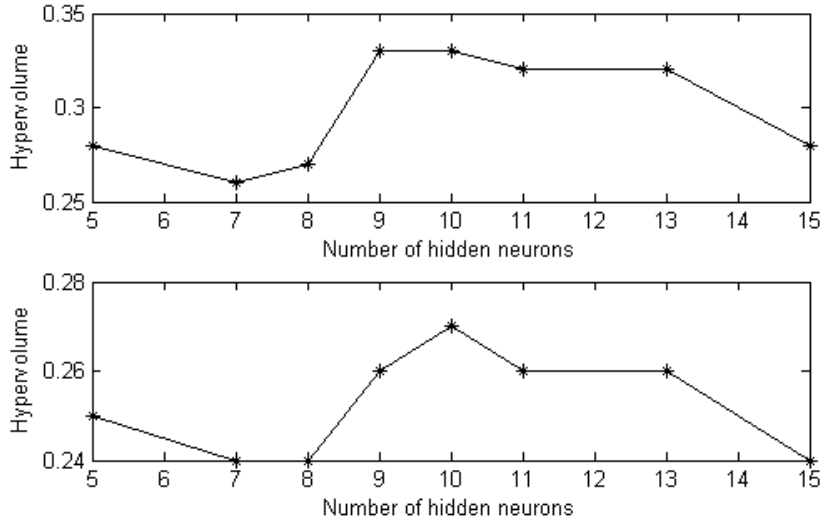 0.35
0.3
0.25
Hypervolume
5 6 7 8 9 10 11 12 13 14 15
Number of hidden neurons
0.28
0.26
0.24
Hypervolume
5 6 7 8 9 10 11 12 13 14 15
Number of hidden neurons